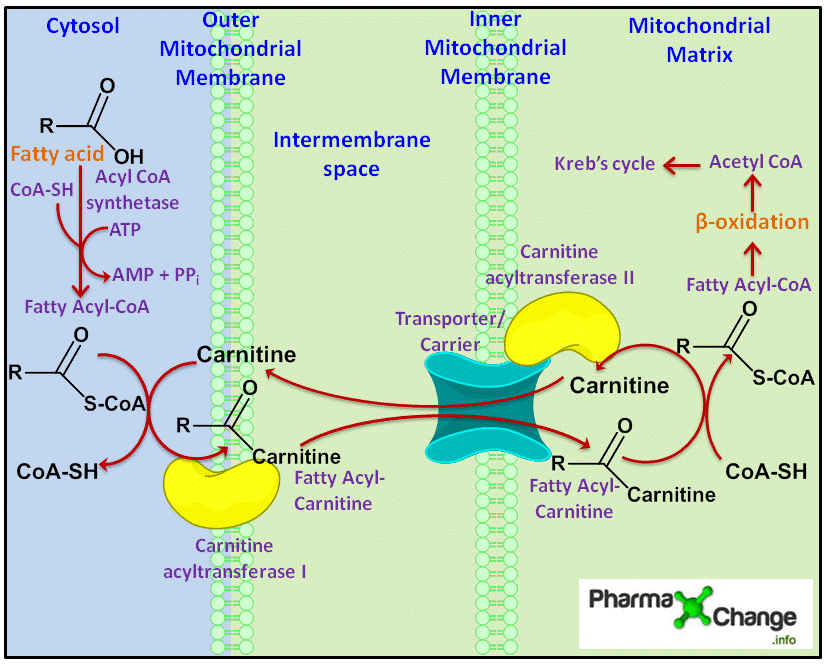 Cytosol
Outer
Mitochondrial
Membrane
Inner
Mitochondrial
Membrane
Mitochondrial
Matrix
Intermembrane
space
O
R
OH
Fatty acid
CoA-SH
Acyl CoA
synthetase
ATP
AMP + PPi
Fatty Acyl-CoA
O
R
S-CoA
CoA-SH
Carnitine
O
R
Carnitine
Fatty Acyl-
Carnitine
Carnitine
acyltransferase I
Transporter/
Carrier
Carnitine
acyltransferase II
Kreb's cycle
Acetyl CoA
β-oxidation
Fatty Acyl-CoA
O
R
S-CoA
Carnitine
O
R
Carnitine
Fatty Acyl-
Carnitine
CoA-SH
Pharma
Change
.info